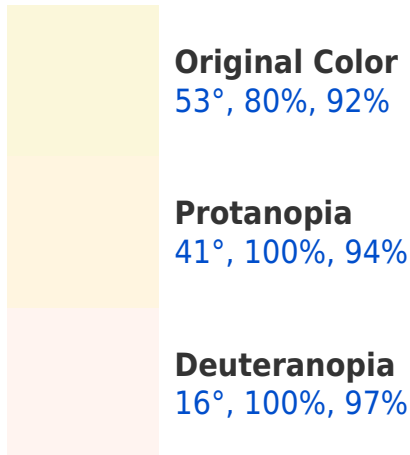 Original Color
53°, 80%, 92%
Protanopia
41°, 100%, 94%
Deuteranopia
16°, 100%, 97%